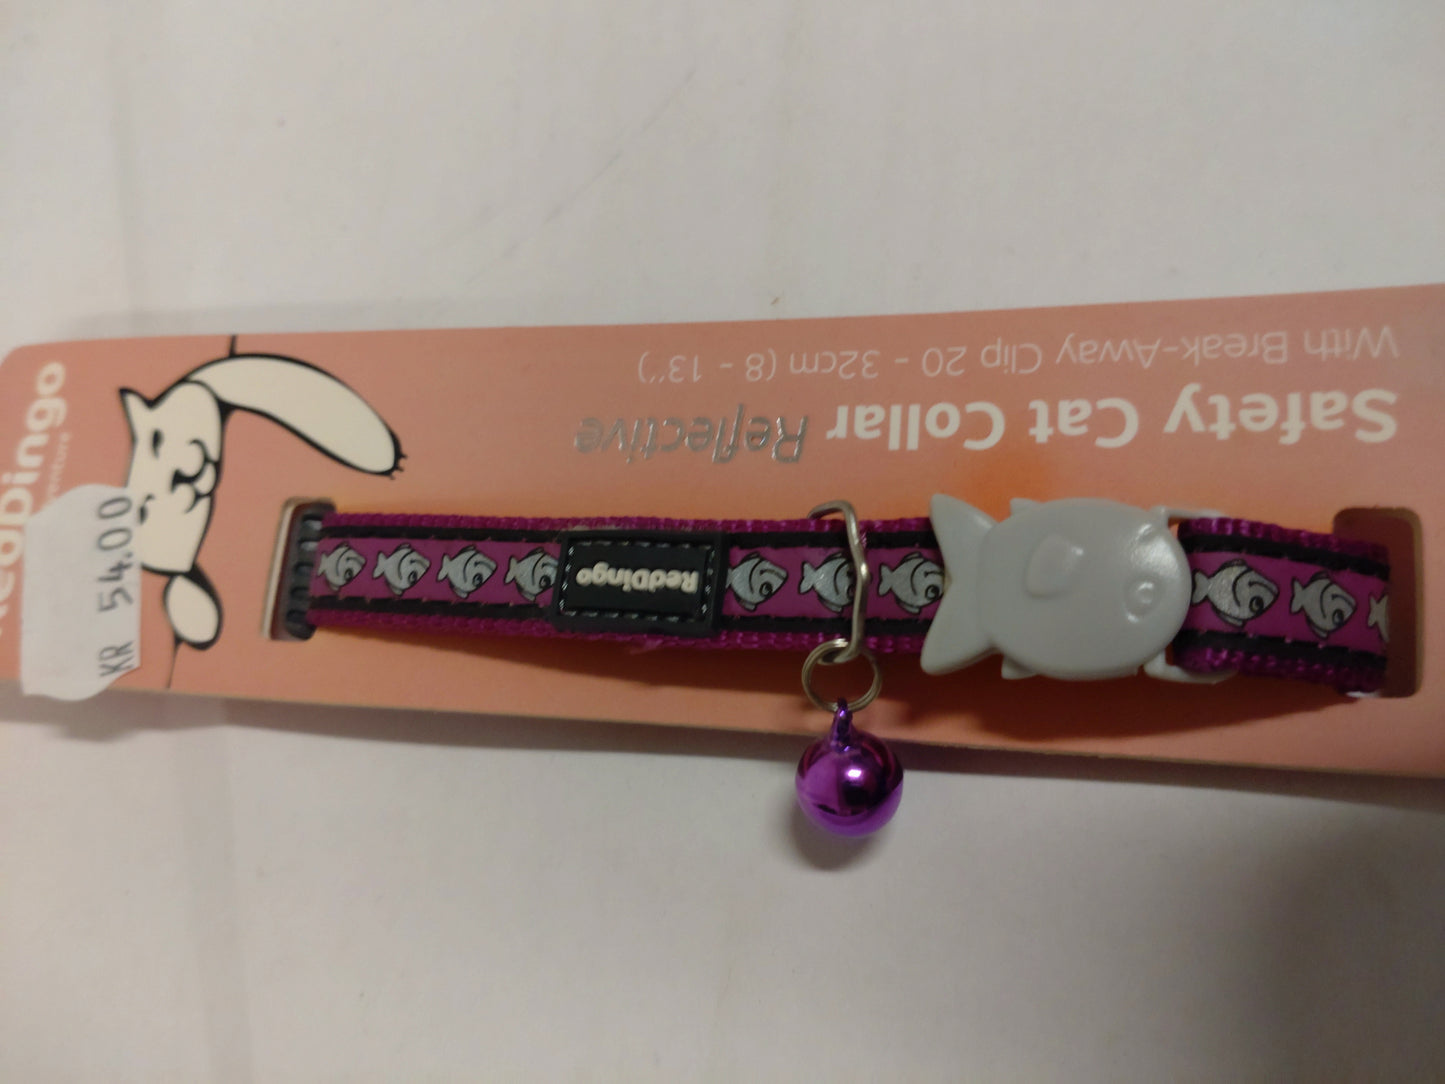 Safety Cat Collar Reflective
With Break-Away Clip 20 - 32cm (8 - 13")
RedDingo
RedDingo
KR 54.00